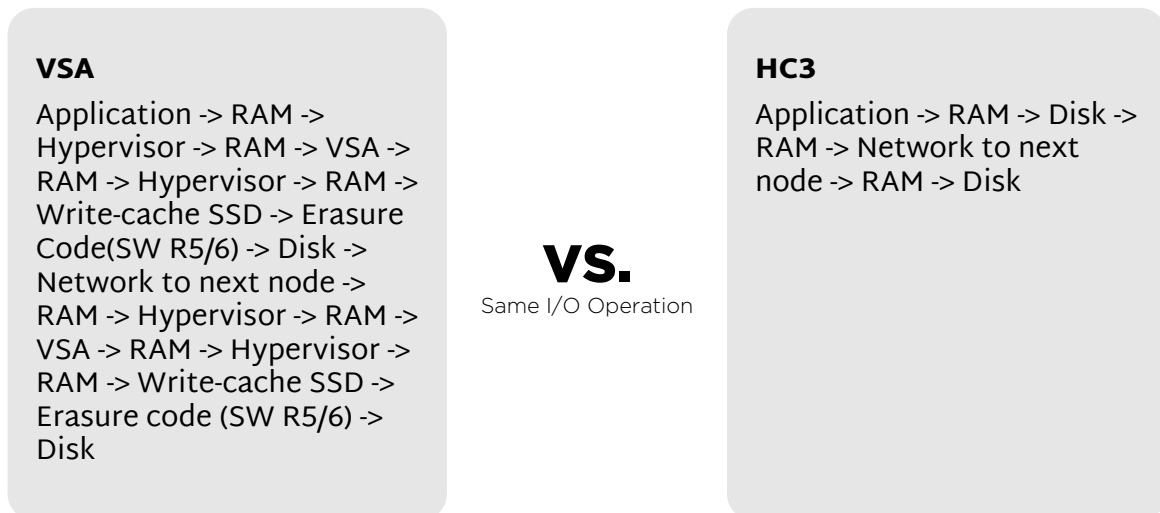 VSA
Application -> RAM ->
Hypervisor -> RAM -> VSA ->
RAM -> Hypervisor -> RAM ->
Write-cache SSD -> Erasure
Code(SW R5/6) -> Disk ->
Network to next node ->
RAM -> Hypervisor -> RAM ->
VSA -> RAM -> Hypervisor ->
RAM -> Write-cache SSD ->
Erasure code (SW R5/6) ->
Disk
vs.
Same I/O Operation
HC3
Application -> RAM -> Disk ->
RAM -> Network to next
node -> RAM -> Disk